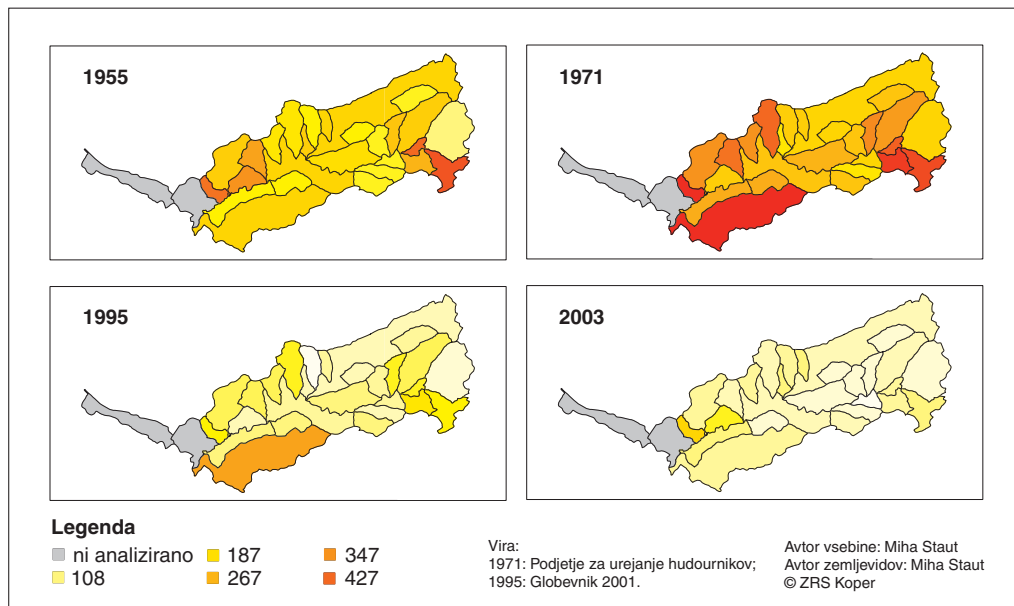 1955
1971
1995
2003
Legenda
ni analizirano
108
187
267
347
427
Vira:
1971: Podjetje za urejanje hudournikov;
1995: Globevnik 2001.
Avtor vsebine: Miha Staut
Avtor zemljevidov: Miha Staut
© ZRS Koper